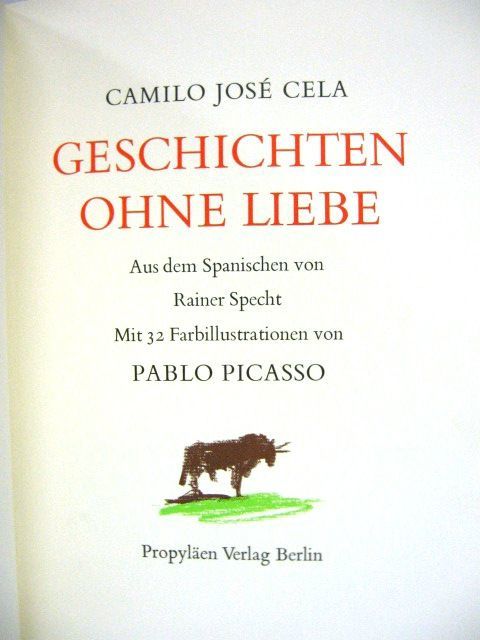 CAMILO JOSÉ CELA
GESCHICHTEN
OHNE LIEBE
Aus dem Spanischen von
Rainer Specht
Mit 32 Farbillustrationen von
PABLO PICASSO
Propyläen Verlag Berlin